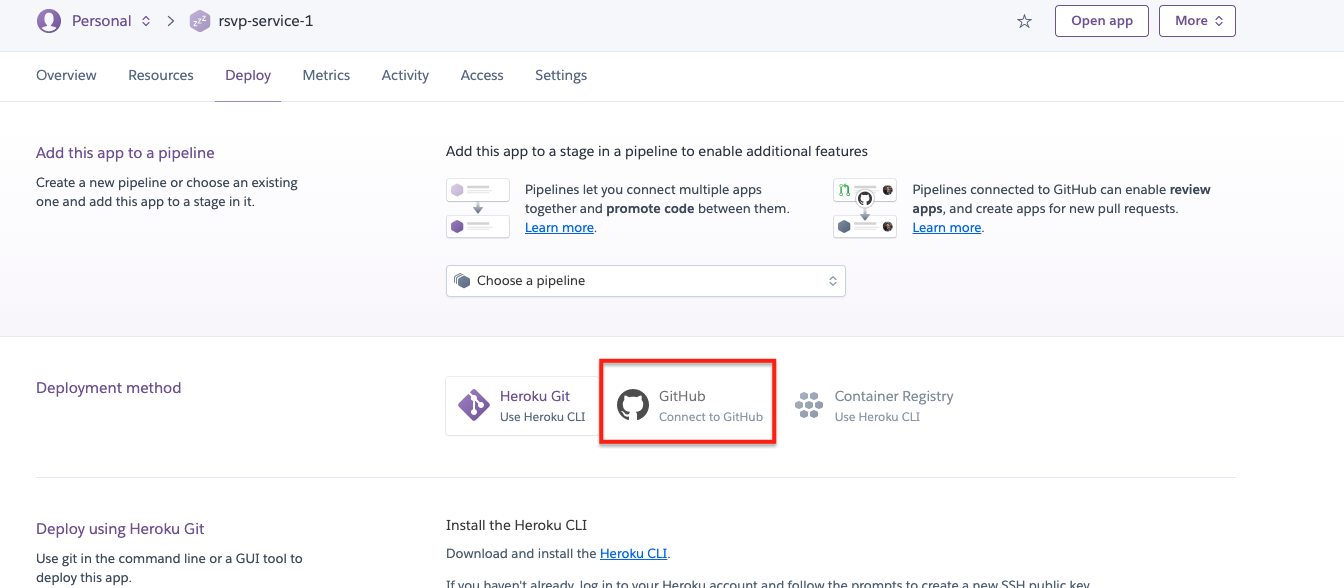 Personal
rsvp-service-1
Open app
More
Overview
Resources
Deploy
Metrics
Activity
Access
Settings
Add this app to a pipeline
Create a new pipeline or choose an existing
one and add this app to a stage in it.
Add this app to a stage in a pipeline to enable additional features
Pipelines let you connect multiple apps
together and promote code between them.
Learn more.
Pipelines connected to GitHub can enable review
apps, and create apps for new pull requests.
Learn more.
Choose a pipeline
Deployment method
Heroku Git
Use Heroku CLI
GitHub
Connect to GitHub
Container Registry
Use Heroku CLI
Deploy using Heroku Git
Use git in the command line or a GUI tool to
deploy this app.
Install the Heroku CLI
Download and install the Heroku CLI.
If you haven't already, log in to your Heroku account and follow the prompts to create a new SSH public key.